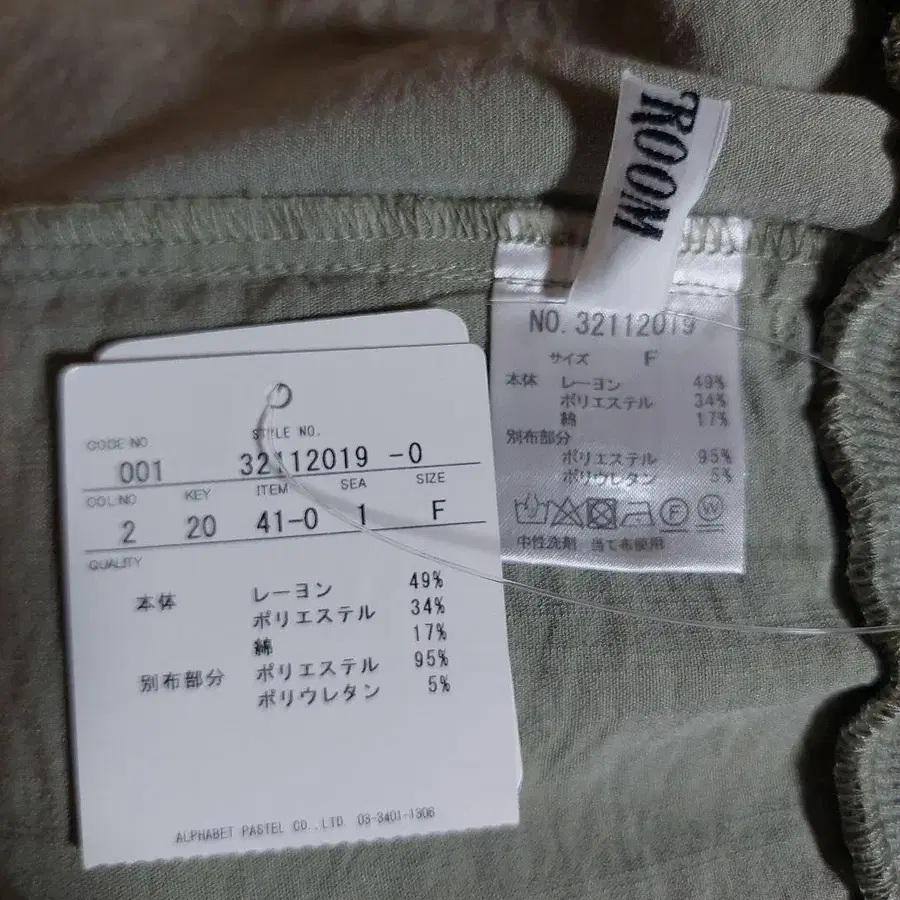 ROOM
NO. 32112019
サイズ F
本体 レーヨン 49%
ポリエステル 34%
綿 17%
別布部分
ポリエステル 95%
ポリウレタン 5%
中性洗剤 当て布使用
CODE NO STYLE NO.
001 32112019 -0
COL.NO KEY ITEM SEA SIZE
2 20 41-0 1 F
QUALITY
本体 レーヨン 49%
ポリエステル 34%
綿 17%
別布部分 ポリエステル 95%
ポリウレタン 5%
ALPHABET PASTEL CO.,LTD. 03-3401-1306